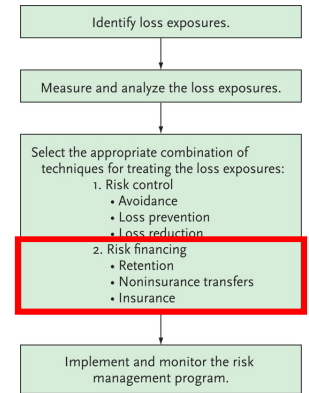 Identify loss exposures.
Measure and analyze the loss exposures.
Select the appropriate combination of
techniques for treating the loss exposures:
1. Risk control
• Avoidance
• Loss prevention
• Loss reduction
2. Risk financing
• Retention
• Noninsurance transfers
• Insurance
Implement and monitor the risk
management program.